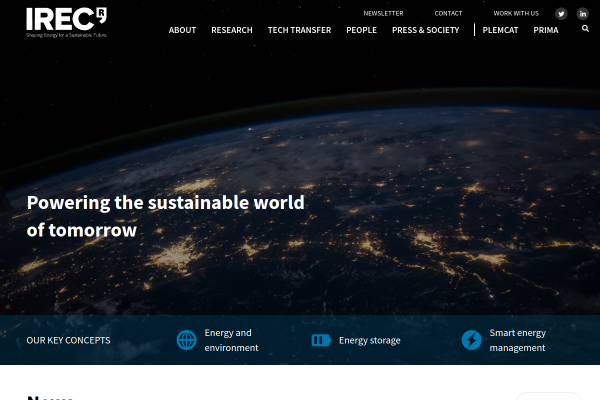 IREC
Shaping Energy for a Sustainable Future
NEWSLETTER
CONTACT
WORK WITH US
ABOUT
RESEARCH
TECH TRANSFER
PEOPLE
PRESS & SOCIETY
PLEMCAT
PRIMA
Powering the sustainable world
of tomorrow
OUR KEY CONCEPTS
Energy and
environment
Energy storage
Smart energy
management